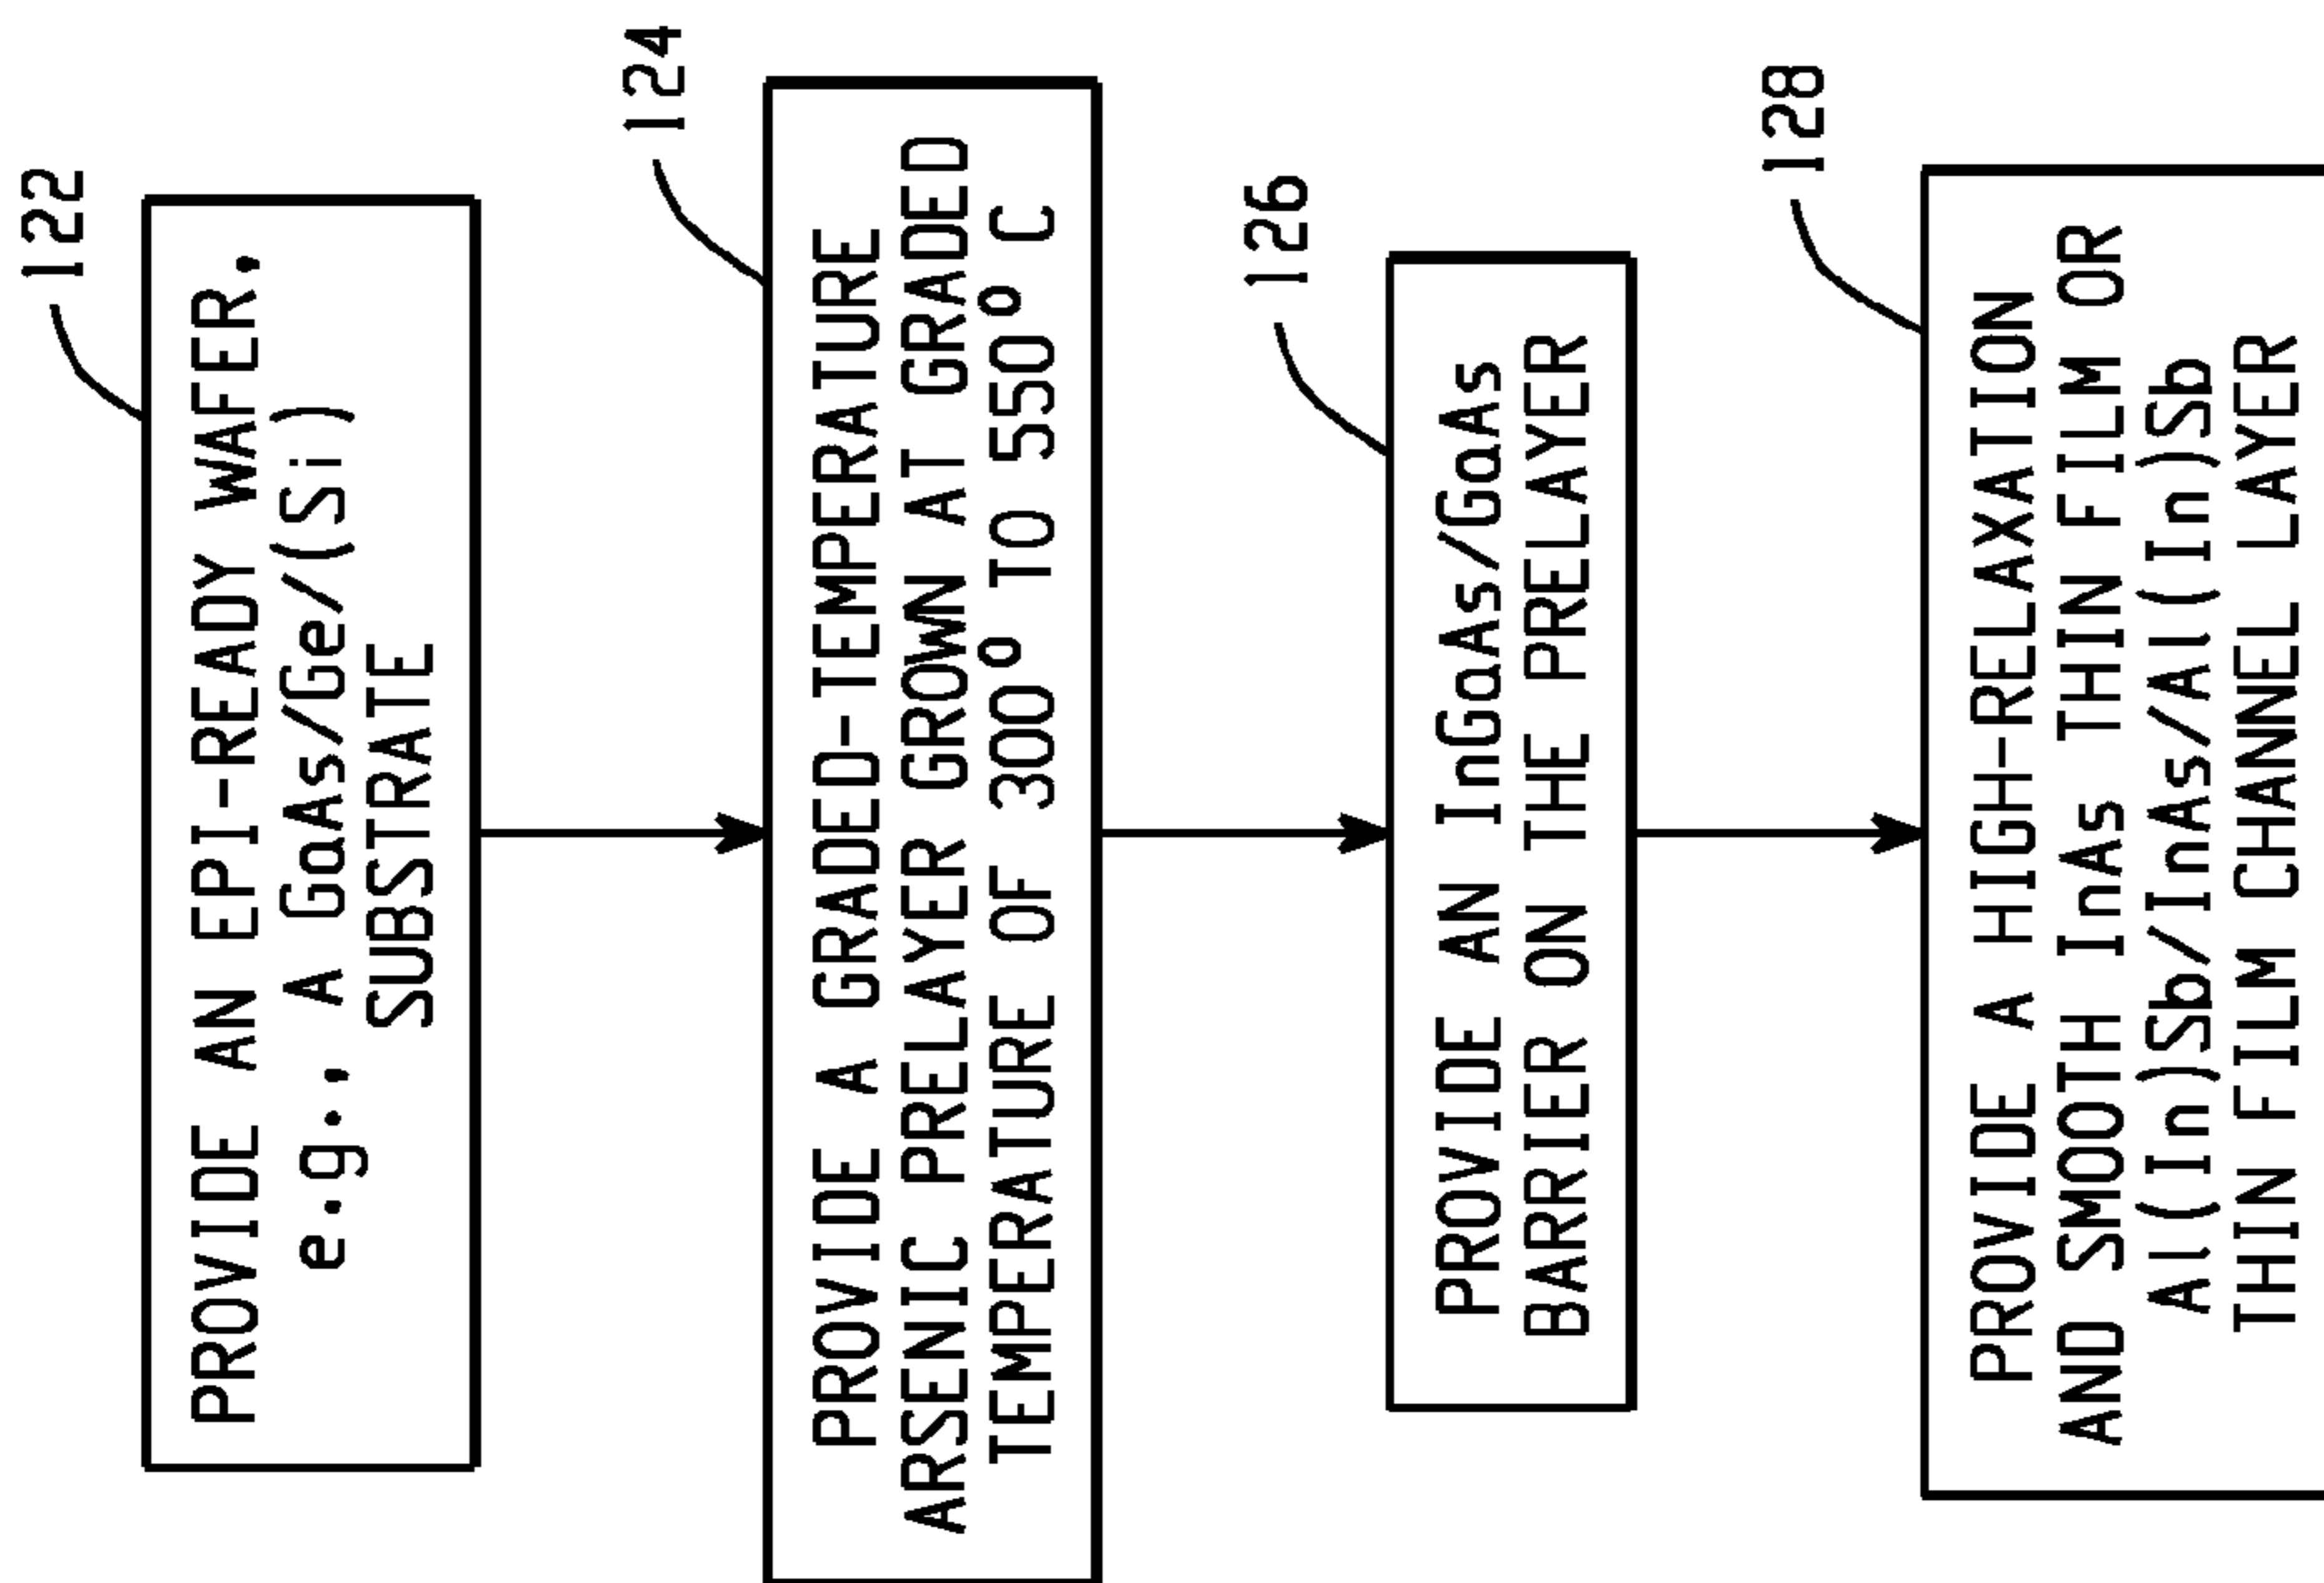 122
PROVIDE AN EPI-READY WAFER,
e.g., A GaAs/Ge/(Si)
SUBSTRATE
124
PROVIDE A GRADED-TEMPERATURE
ARSENIC PRELAYER GROWN AT GRADED
TEMPERATURE OF 300° TO 550° C
126
PROVIDE AN InGaAs/GaAs
BARRIER ON THE PRELAYER
128
PROVIDE A HIGH-RELAXATION
AND SMOOTH InAs THIN FILM OR
Al(In)Sb/InAs/Al(In)Sb
THIN FILM CHANNEL LAYER